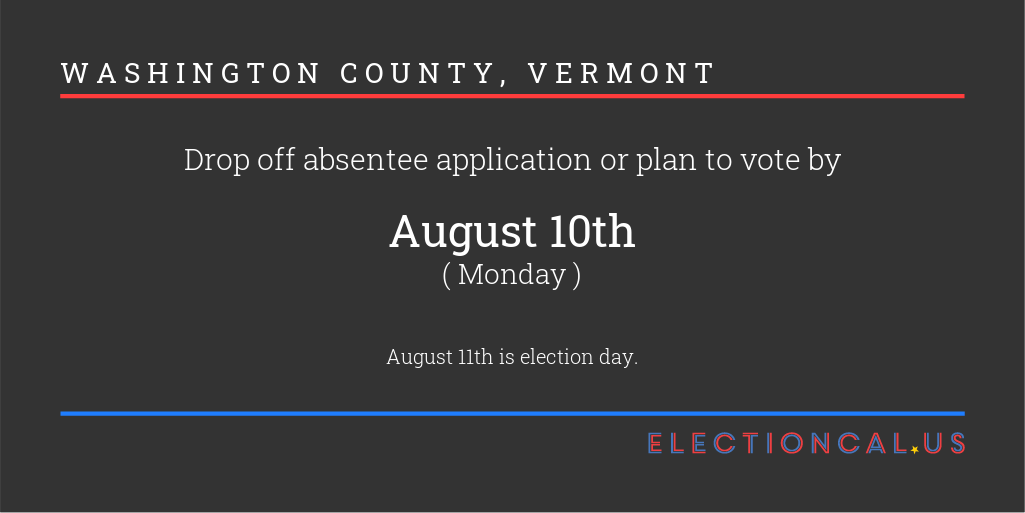 WASHINGTON COUNTY, VERMONT
Drop off absentee application or plan to vote by
August 10th
( Monday )
August 11th is election day.
ELECTIONCAL.US